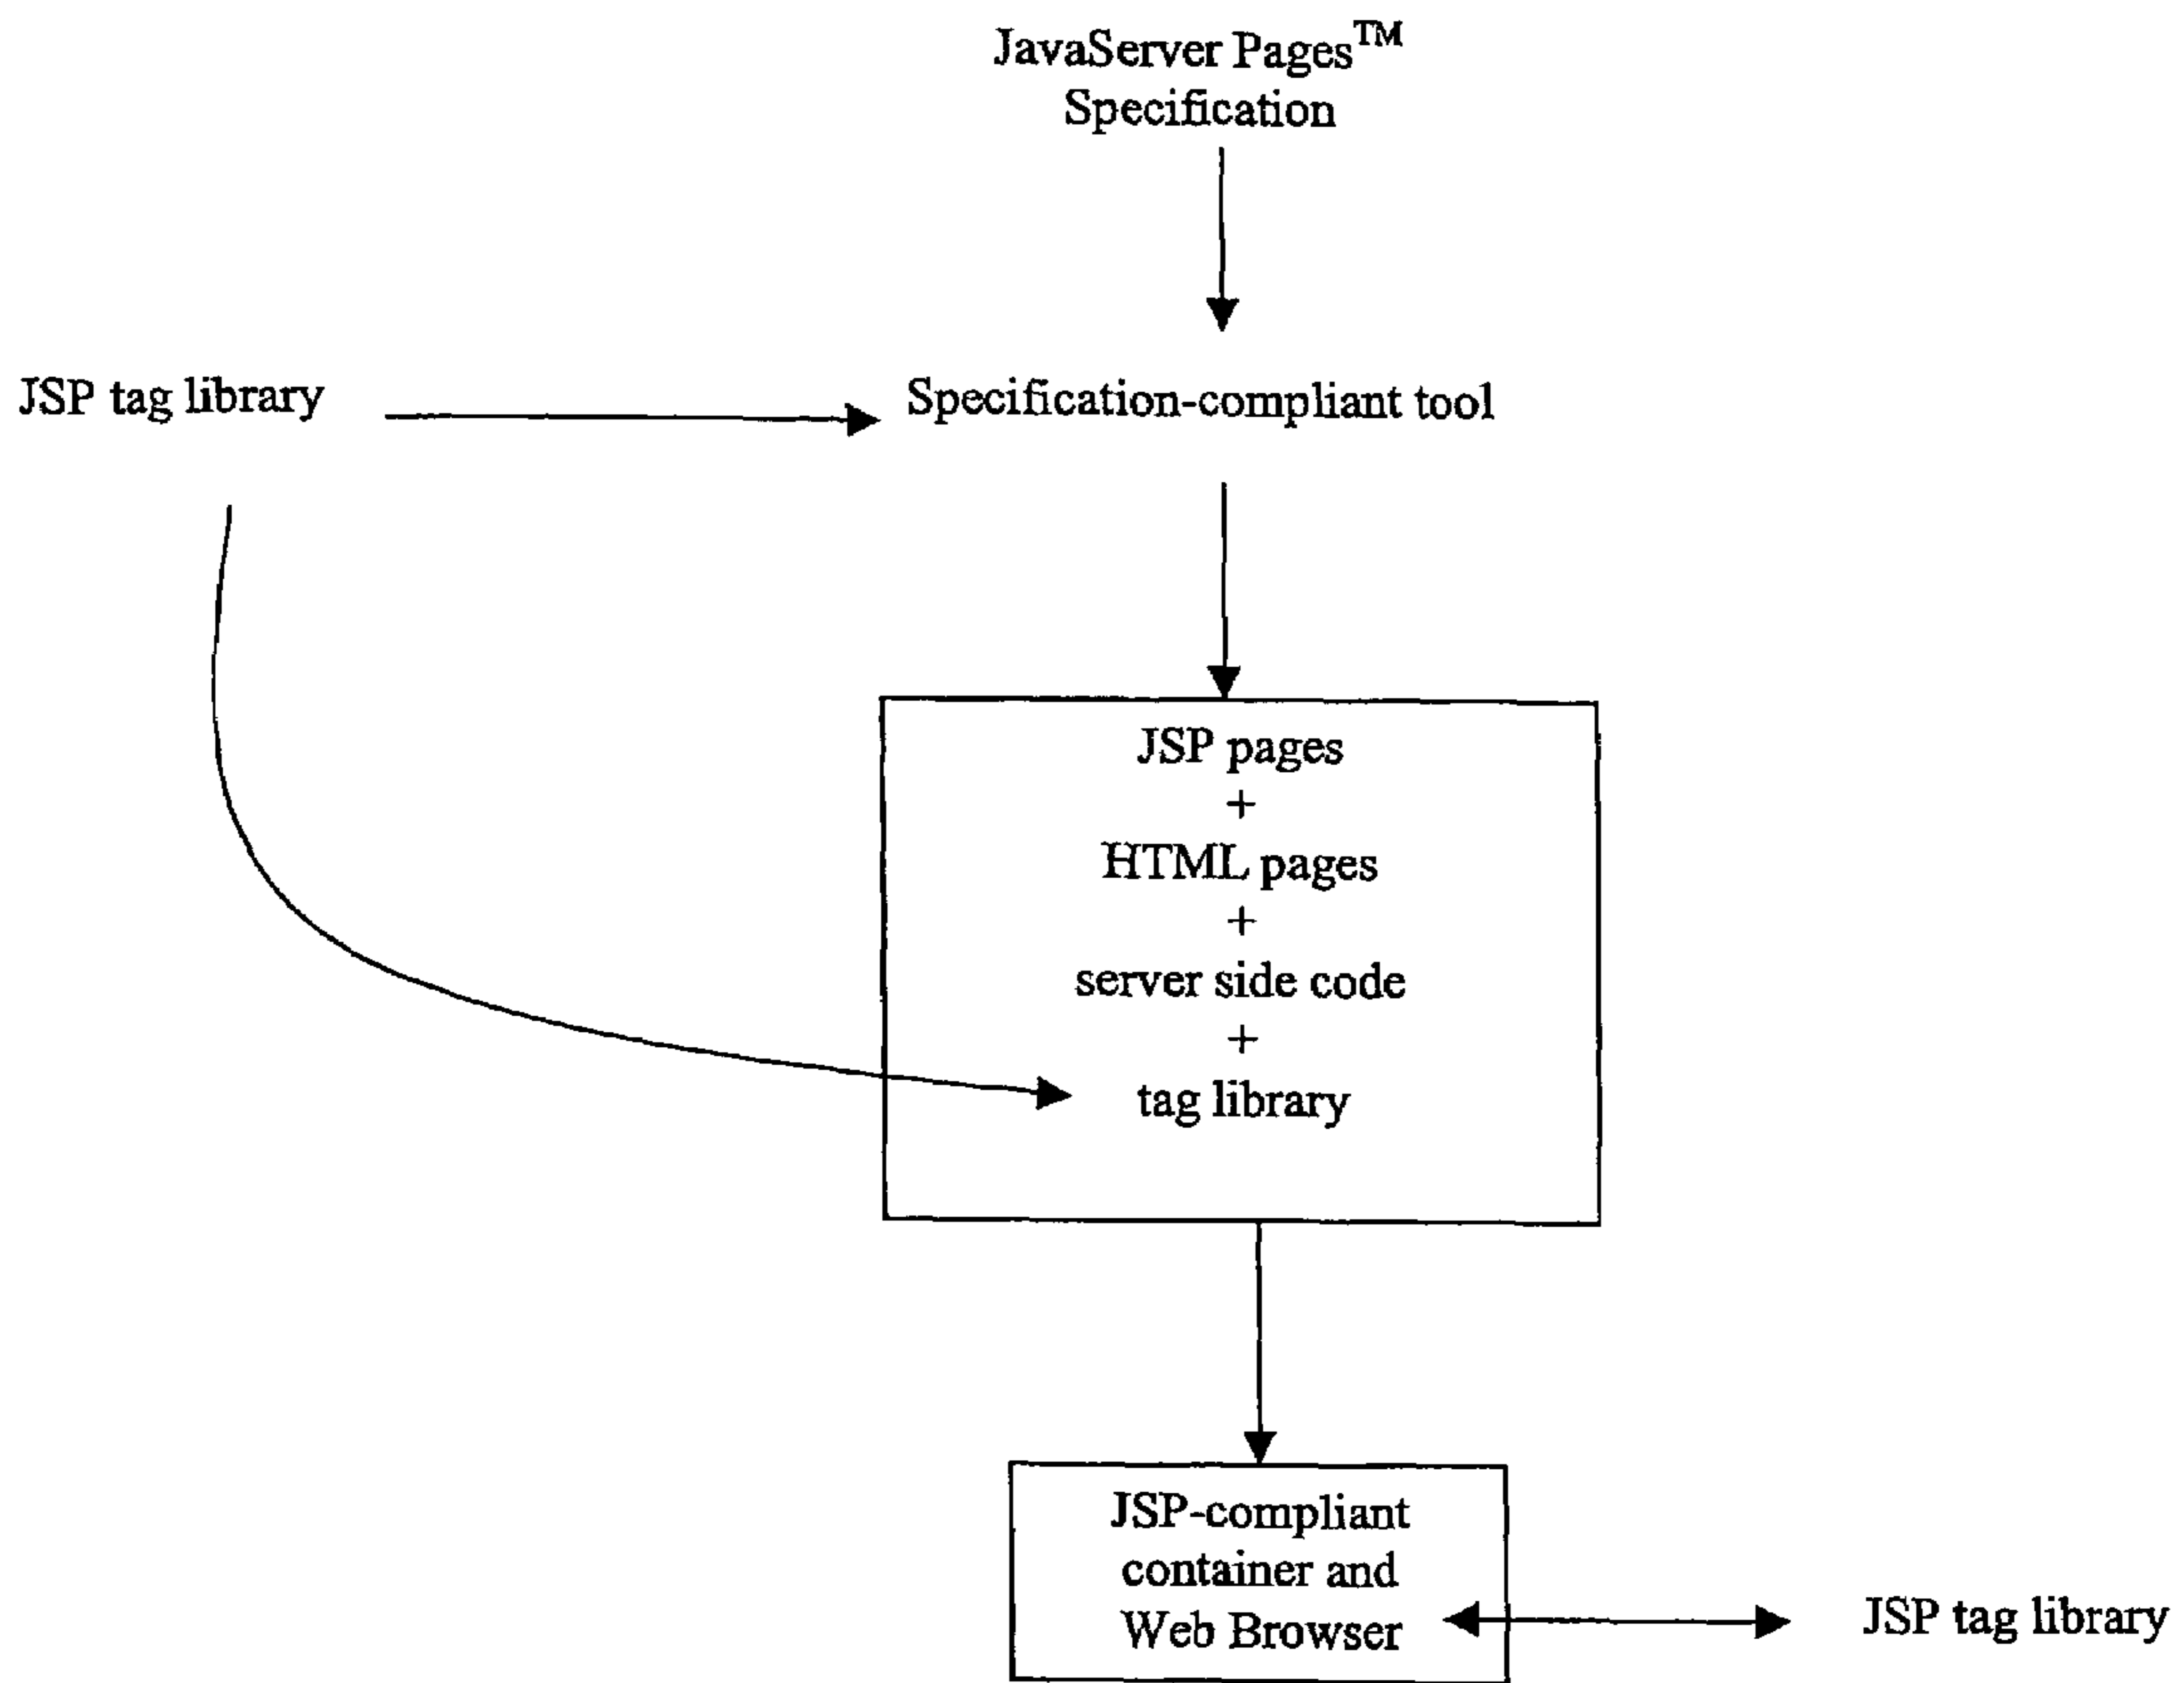 JavaServer Pages™
Specification
JSP tag library
Specification-compliant tool
JSP pages
+
HTML pages
+
server side code
+
tag library
JSP-compliant
container and
Web Browser
JSP tag library